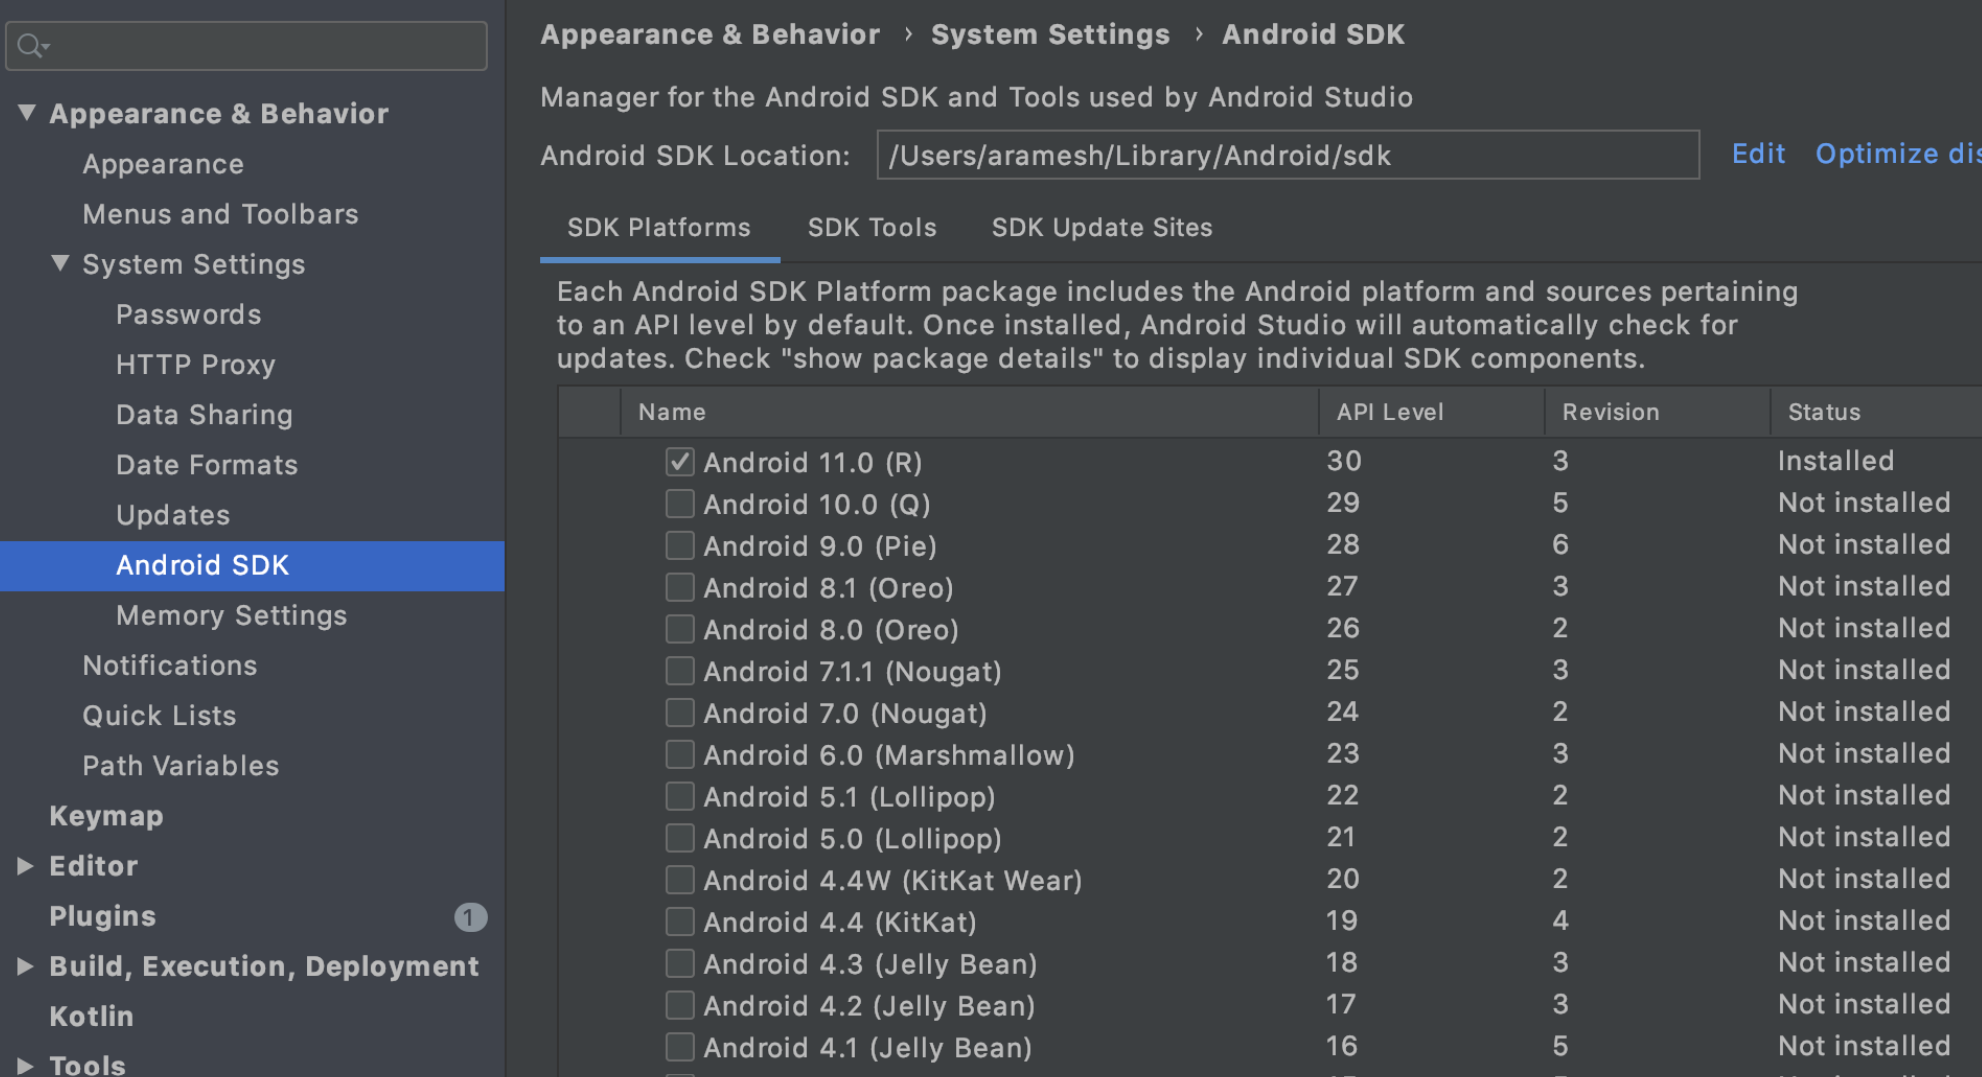 Appearance & Behavior
Appearance
Menus and Toolbars
System Settings
Passwords
HTTP Proxy
Data Sharing
Date Formats
Updates
Android SDK
Memory Settings
Notifications
Quick Lists
Path Variables
Keymap
Editor
Plugins 1
Build, Execution, Deployment
Kotlin
Tools
Appearance & Behavior › System Settings › Android SDK
Manager for the Android SDK and Tools used by Android Studio
Android SDK Location: /Users/aramesh/Library/Android/sdk Edit Optimize
SDK Platforms SDK Tools SDK Update Sites
Each Android SDK Platform package includes the Android platform and sources pertaining
to an API level by default. Once installed, Android Studio will automatically check for
updates. Check "show package details" to display individual SDK components.
Name API Level Revision Status
Android 11.0 (R) 30 3 Installed
Android 10.0 (Q) 29 5 Not installed
Android 9.0 (Pie) 28 6 Not installed
Android 8.1 (Oreo) 27 3 Not installed
Android 8.0 (Oreo) 26 2 Not installed
Android 7.1.1 (Nougat) 25 3 Not installed
Android 7.0 (Nougat) 24 2 Not installed
Android 6.0 (Marshmallow) 23 3 Not installed
Android 5.1 (Lollipop) 22 2 Not installed
Android 5.0 (Lollipop) 21 2 Not installed
Android 4.4W (KitKat Wear) 20 2 Not installed
Android 4.4 (KitKat) 19 4 Not installed
Android 4.3 (Jelly Bean) 18 3 Not installed
Android 4.2 (Jelly Bean) 17 3 Not installed
Android 4.1 (Jelly Bean) 16 5 Not installed